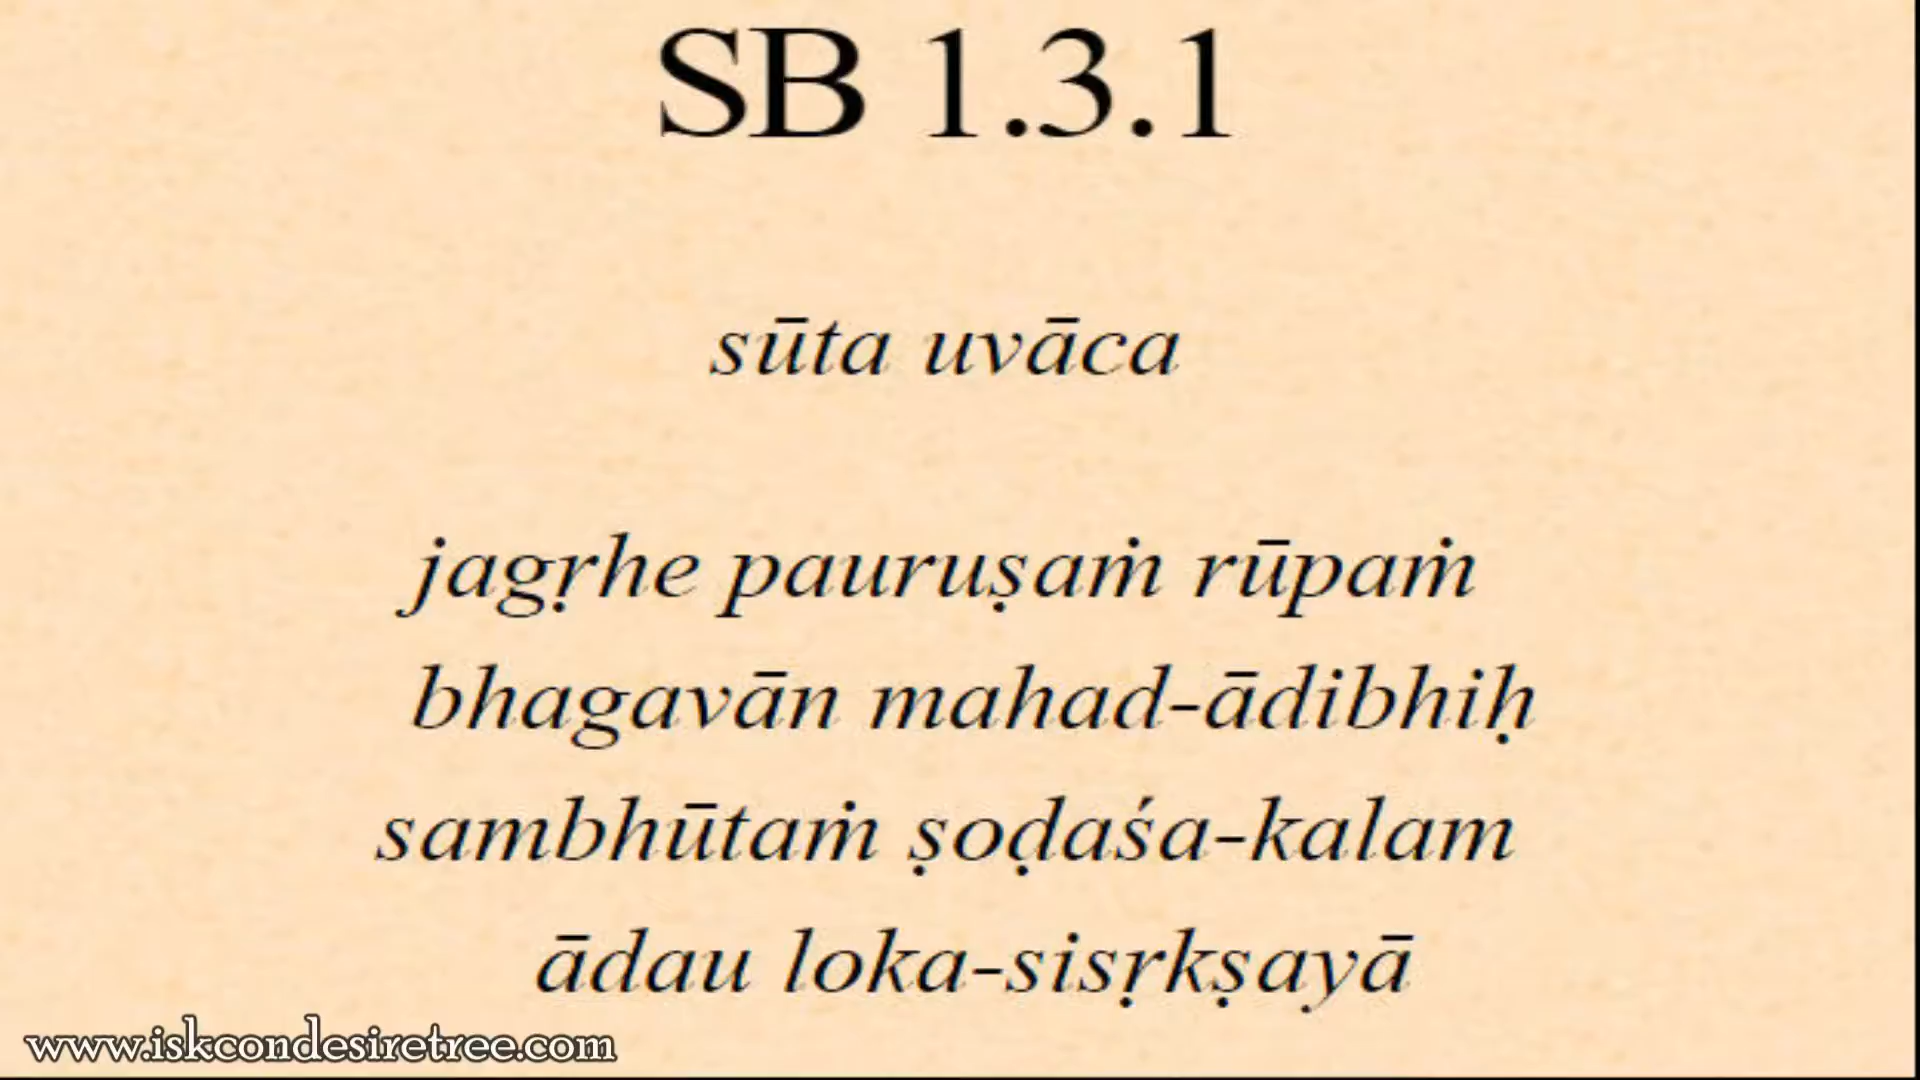 SB 1.3.1
sūta uvāca
jagṛhe pauruṣaṁ rūpaṁ
bhagavān mahad-ādibhiḥ
sambhūtaṁ ṣoḍaśa-kalam
ādau loka-sisṛkṣayā
www.iskcondesiretree.com